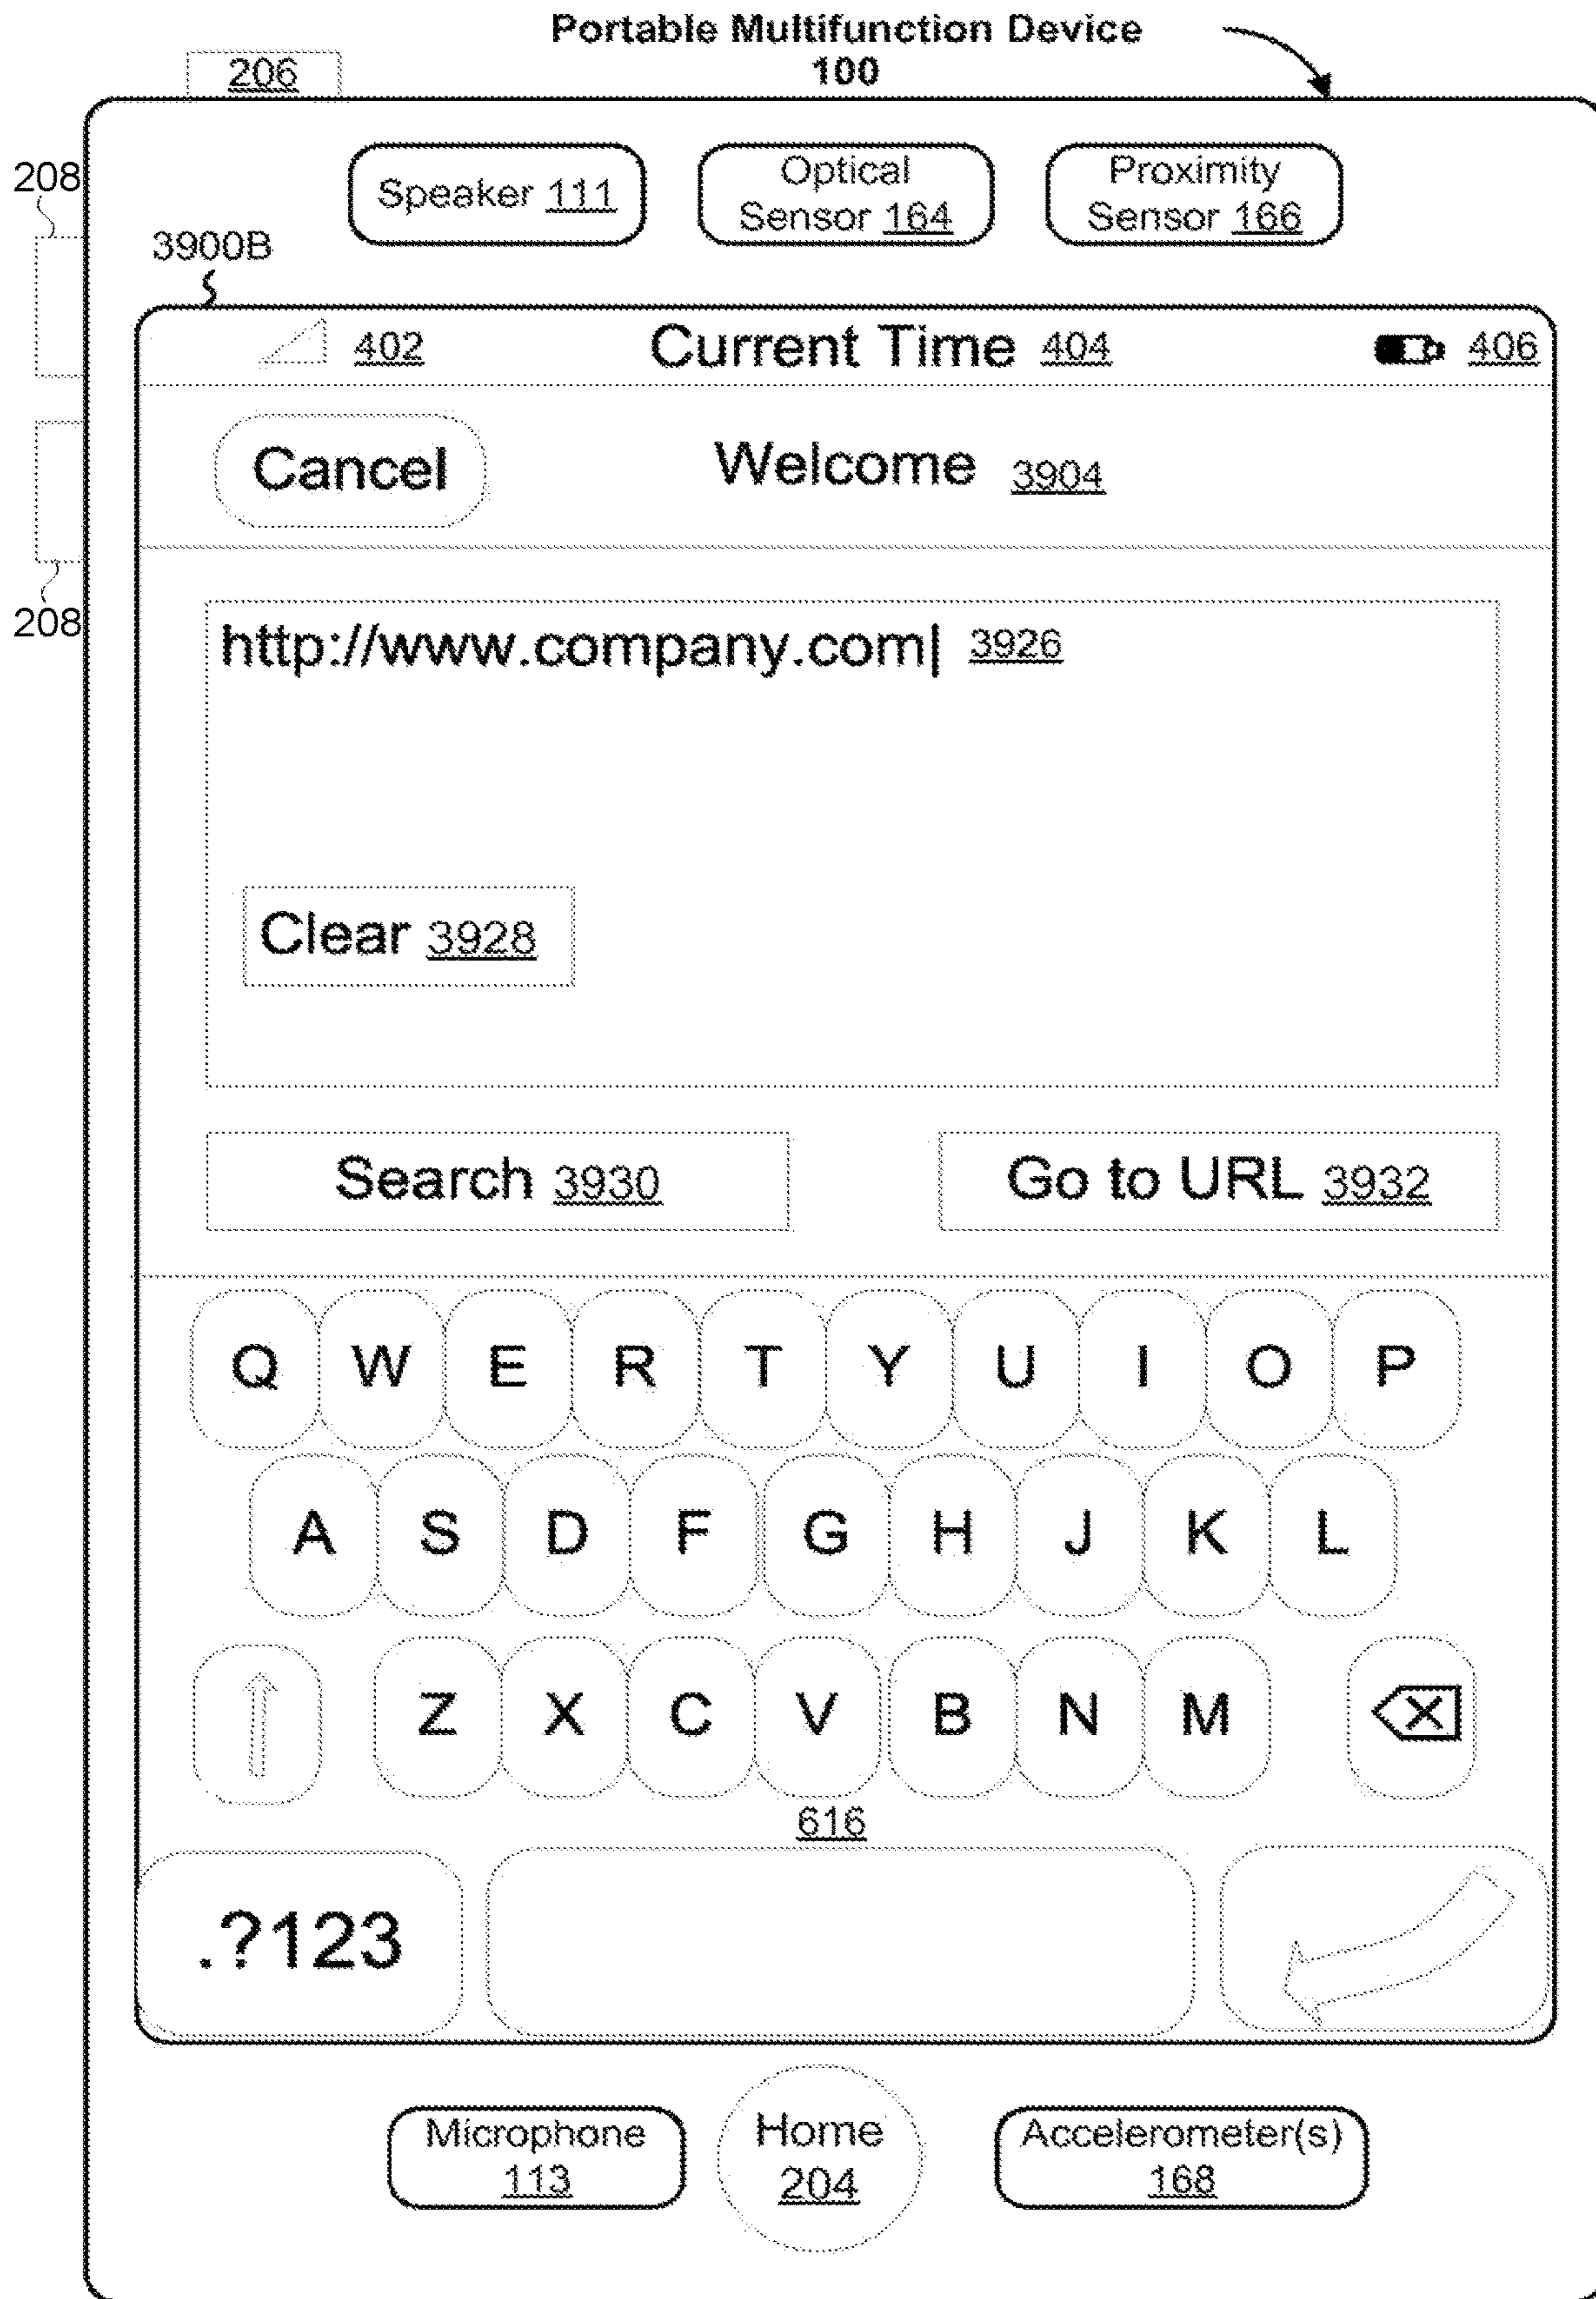 Portable Multifunction Device
100
206
208
Speaker 111
Optical
Sensor 164
Proximity
Sensor 166
3900B
402 Current Time 404 406
Cancel Welcome 3904
208
http://www.company.com| 3926
Clear 3928
Search 3930 Go to URL 3932
Q W E R T Y U I O P
A S D F G H J K L
Z X C V B N M
616
.?123
Microphone
113
Home
204
Accelerometer(s)
168